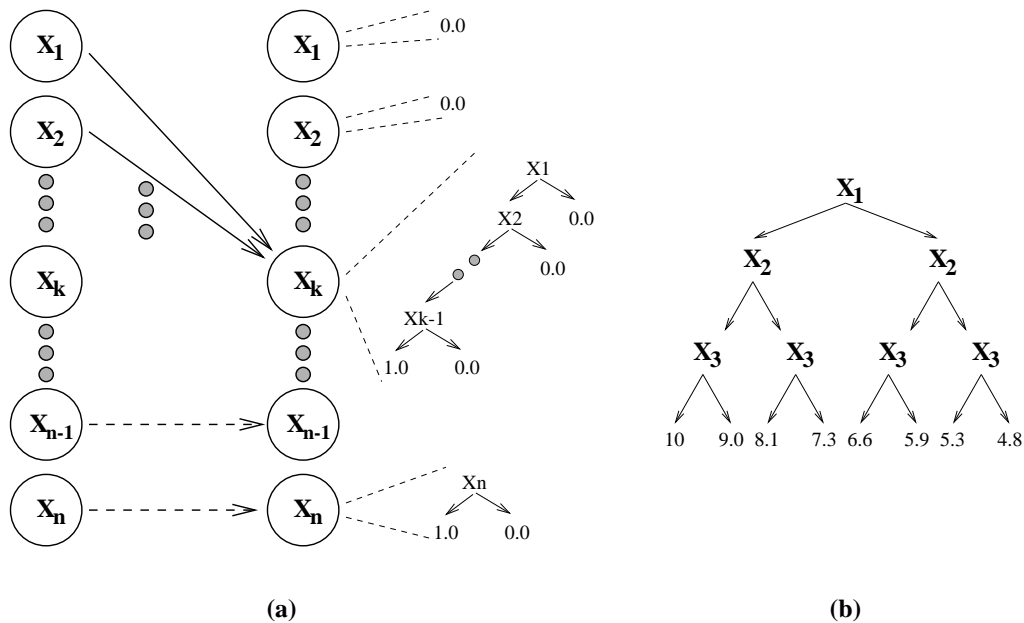 X1 X1 0.0
X2 X2 0.0
Xk Xk
X1
X2 0.0
0.0
Xk-1
1.0 0.0
Xn-1 Xn-1
Xn Xn
Xn
1.0 0.0
(a)
X1
X2 X2
X3 X3 X3 X3
10 9.0 8.1 7.3 6.6 5.9 5.3 4.8
(b)